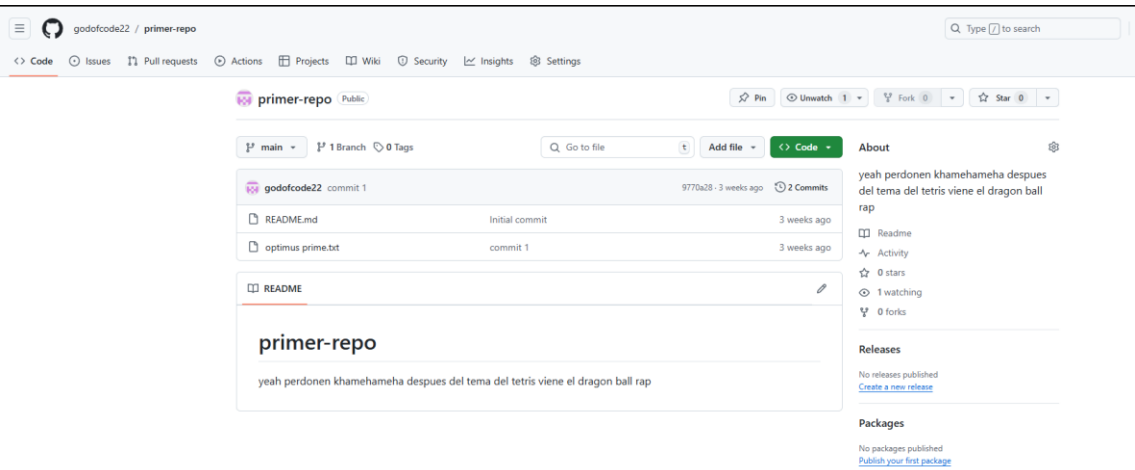 godofcode22 / primer-repo
Type / to search
Code Issues Pull requests Actions Projects Wiki Security Insights Settings
primer-repo Public
Pin Unwatch 1 Fork 0 Star 0
main 1 Branch 0 Tags
Go to file t
Add file Code
godofcode22 commit 1 9770a28 · 3 weeks ago 2 Commits
README.md Initial commit 3 weeks ago
optimus prime.txt commit 1 3 weeks ago
README
primer-repo
yeah perdonen khamehameha despues del tema del tetris viene el dragon ball rap
About
yeah perdonen khamehameha despues
del tema del tetris viene el dragon ball
rap
Readme
Activity
0 stars
1 watching
0 forks
Releases
No releases published
Create a new release
Packages
No packages published
Publish your first package